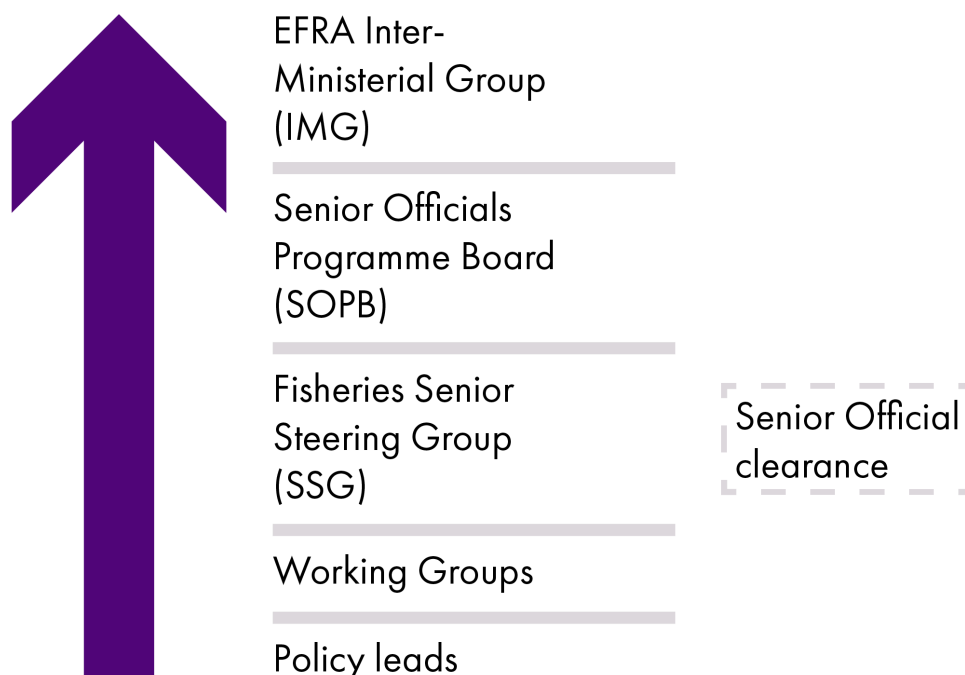 EFRA Inter-
Ministerial Group
(IMG)
Senior Officials
Programme Board
(SOPB)
Fisheries Senior
Steering Group
(SSG)
Senior Official
clearance
Working Groups
Policy leads